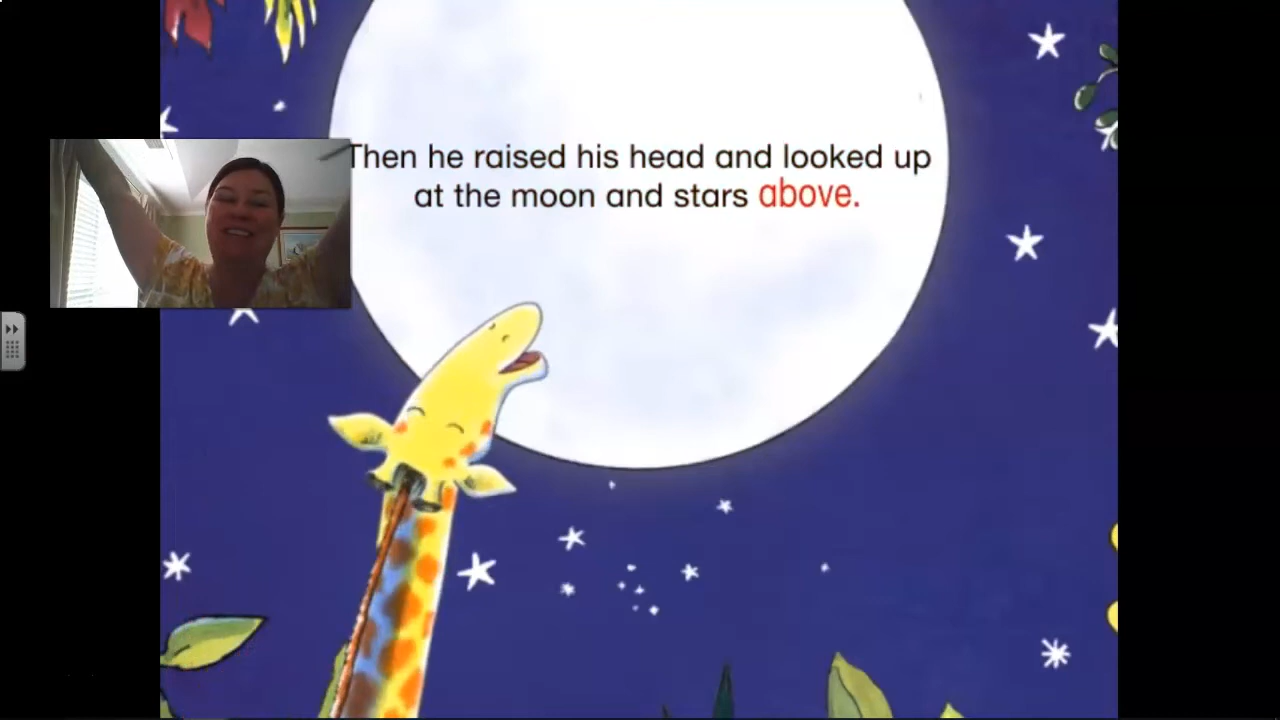 Then he raised his head and looked up
at the moon and stars above.